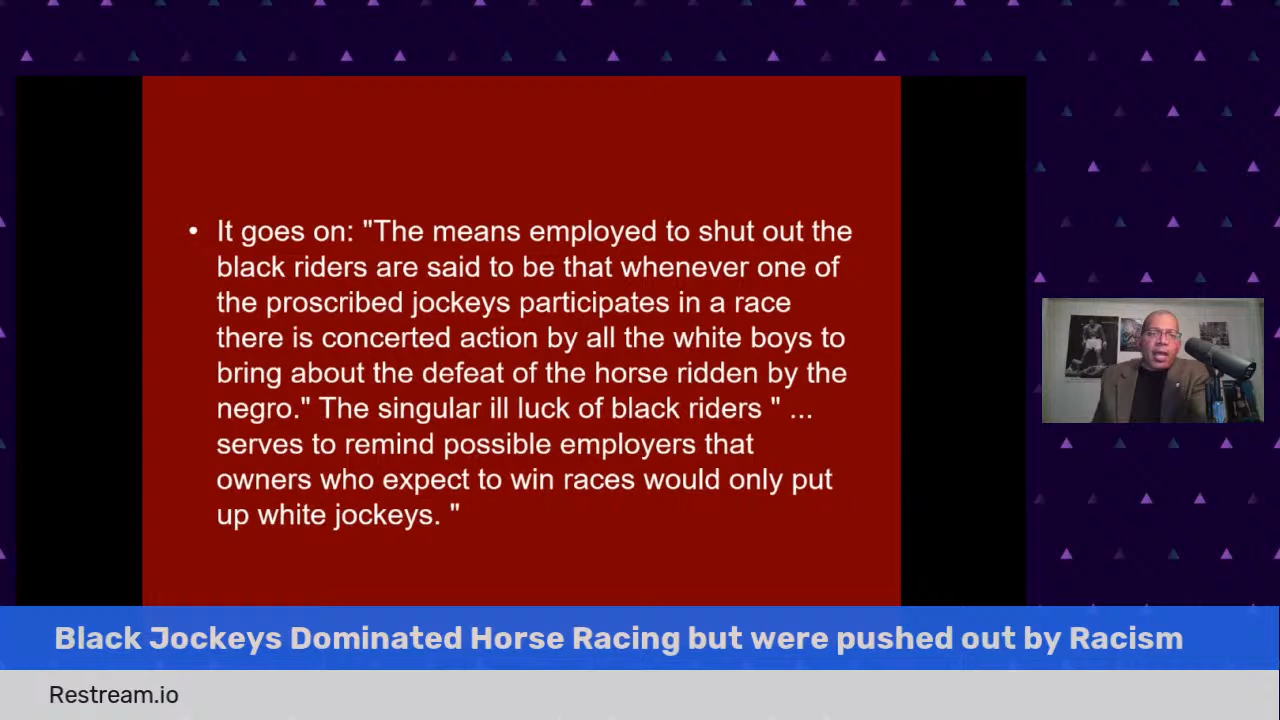 • It goes on: "The means employed to shut out the
black riders are said to be that whenever one of
the proscribed jockeys participates in a race
there is concerted action by all the white boys to
bring about the defeat of the horse ridden by the
negro." The singular ill luck of black riders " ...
serves to remind possible employers that
owners who expect to win races would only put
up white jockeys. "
Black Jockeys Dominated Horse Racing but were pushed out by Racism
Restream.io